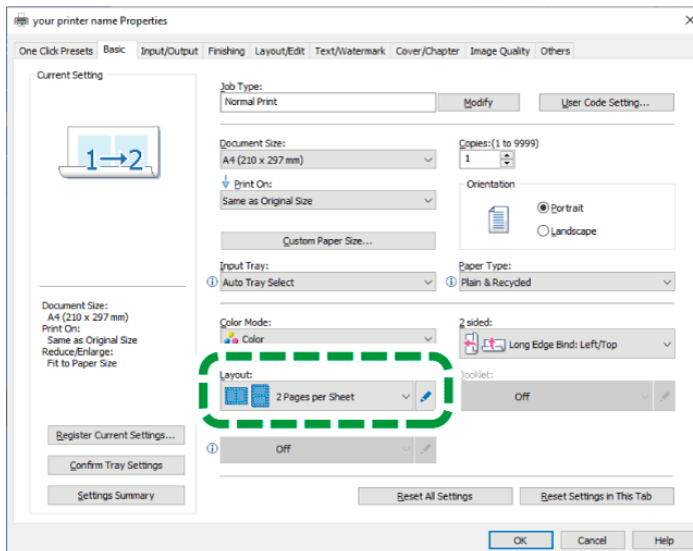 your printer name Properties
One Click Presets Basic Input/Output Finishing Layout/Edit Text/Watermark Cover/Chapter Image Quality Others
Current Setting
1→2
Document Size:
A4 (210 x 297 mm)
Print On:
Same as Original Size
Reduce/Enlarge:
Fit to Paper Size
Register Current Settings...
Confirm Tray Settings
Settings Summary
Job Type:
Normal Print
Modify
User Code Setting...
Document Size:
A4 (210 x 297 mm)
Copies:(1 to 9999)
1
Print On:
Same as Original Size
Orientation
Portrait
Landscape
Custom Paper Size...
Input Tray:
Auto Tray Select
Paper Type:
Plain & Recycled
Color Mode:
Color
2 sided:
Long Edge Bind: Left/Top
Layout:
2 Pages per Sheet
Booklet:
Off
Off
Reset All Settings
Reset Settings in This Tab
OK
Cancel
Help